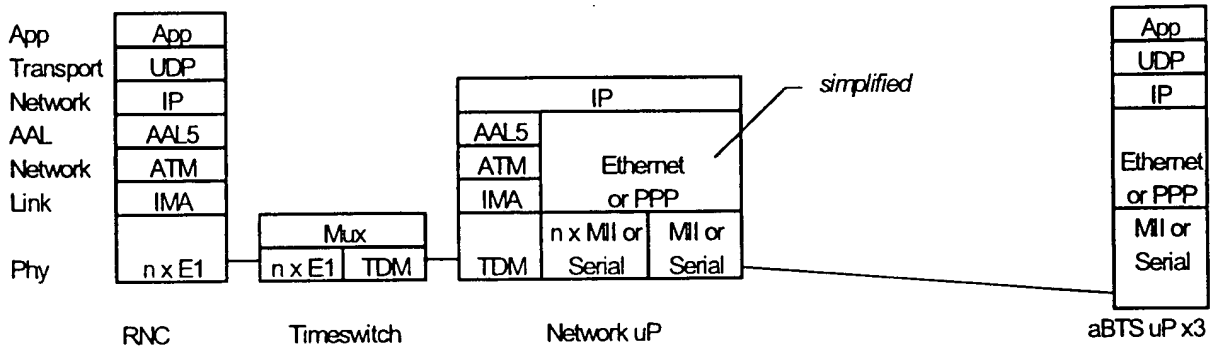 App
Transport
Network
AAL
Network
Link
Phy
App
UDP
IP
AAL5
ATM
IMA
n x E1
RNC
Mux
n x E1
TDM
Timeswitch
IP
AAL5
ATM
IMA
TDM
Ethernet
or PPP
n x MII or
Serial
MII or
Serial
Network uP
simplified
App
UDP
IP
Ethernet
or PPP
MII or
Serial
aBTS uP x3